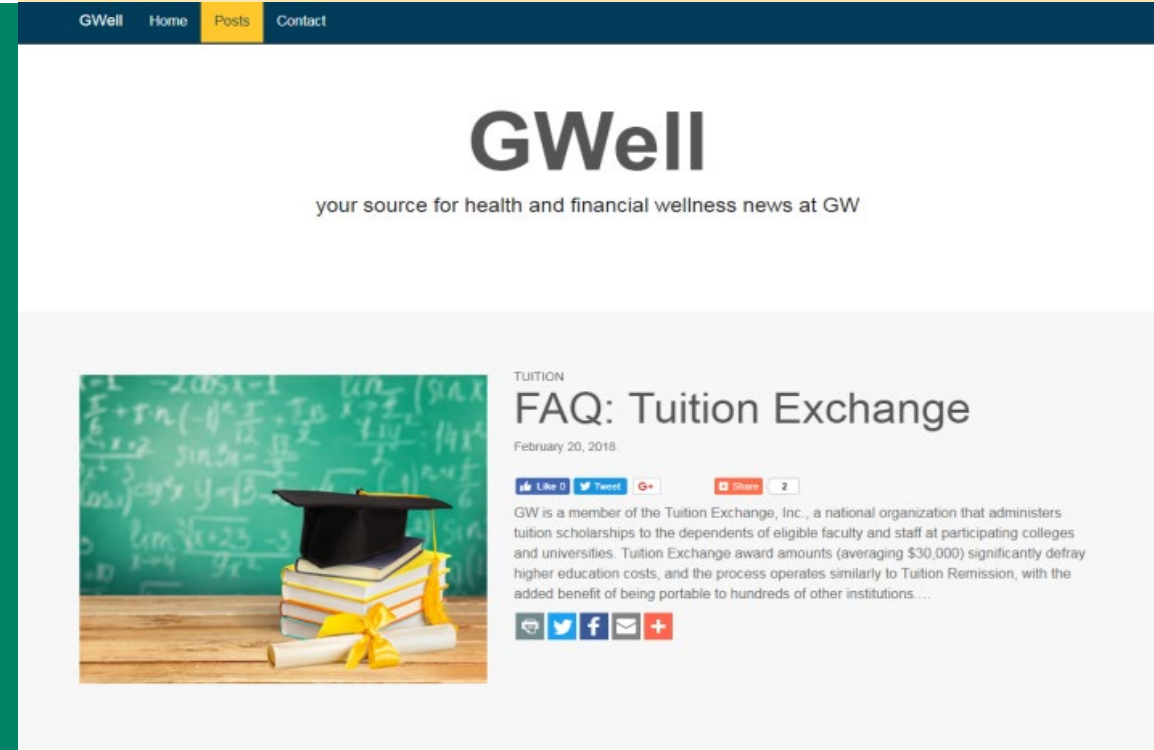 GWell Home Posts Contact
GWell
your source for health and financial wellness news at GW
TUITION
FAQ: Tuition Exchange
February 20, 2018
Like 0 Tweet G+ Share 2
GW is a member of the Tuition Exchange, Inc., a national organization that administers
tuition scholarships to the dependents of eligible faculty and staff at participating colleges
and universities. Tuition Exchange award amounts (averaging $30,000) significantly defray
higher education costs, and the process operates similarly to Tuition Remission, with the
added benefit of being portable to hundreds of other institutions....